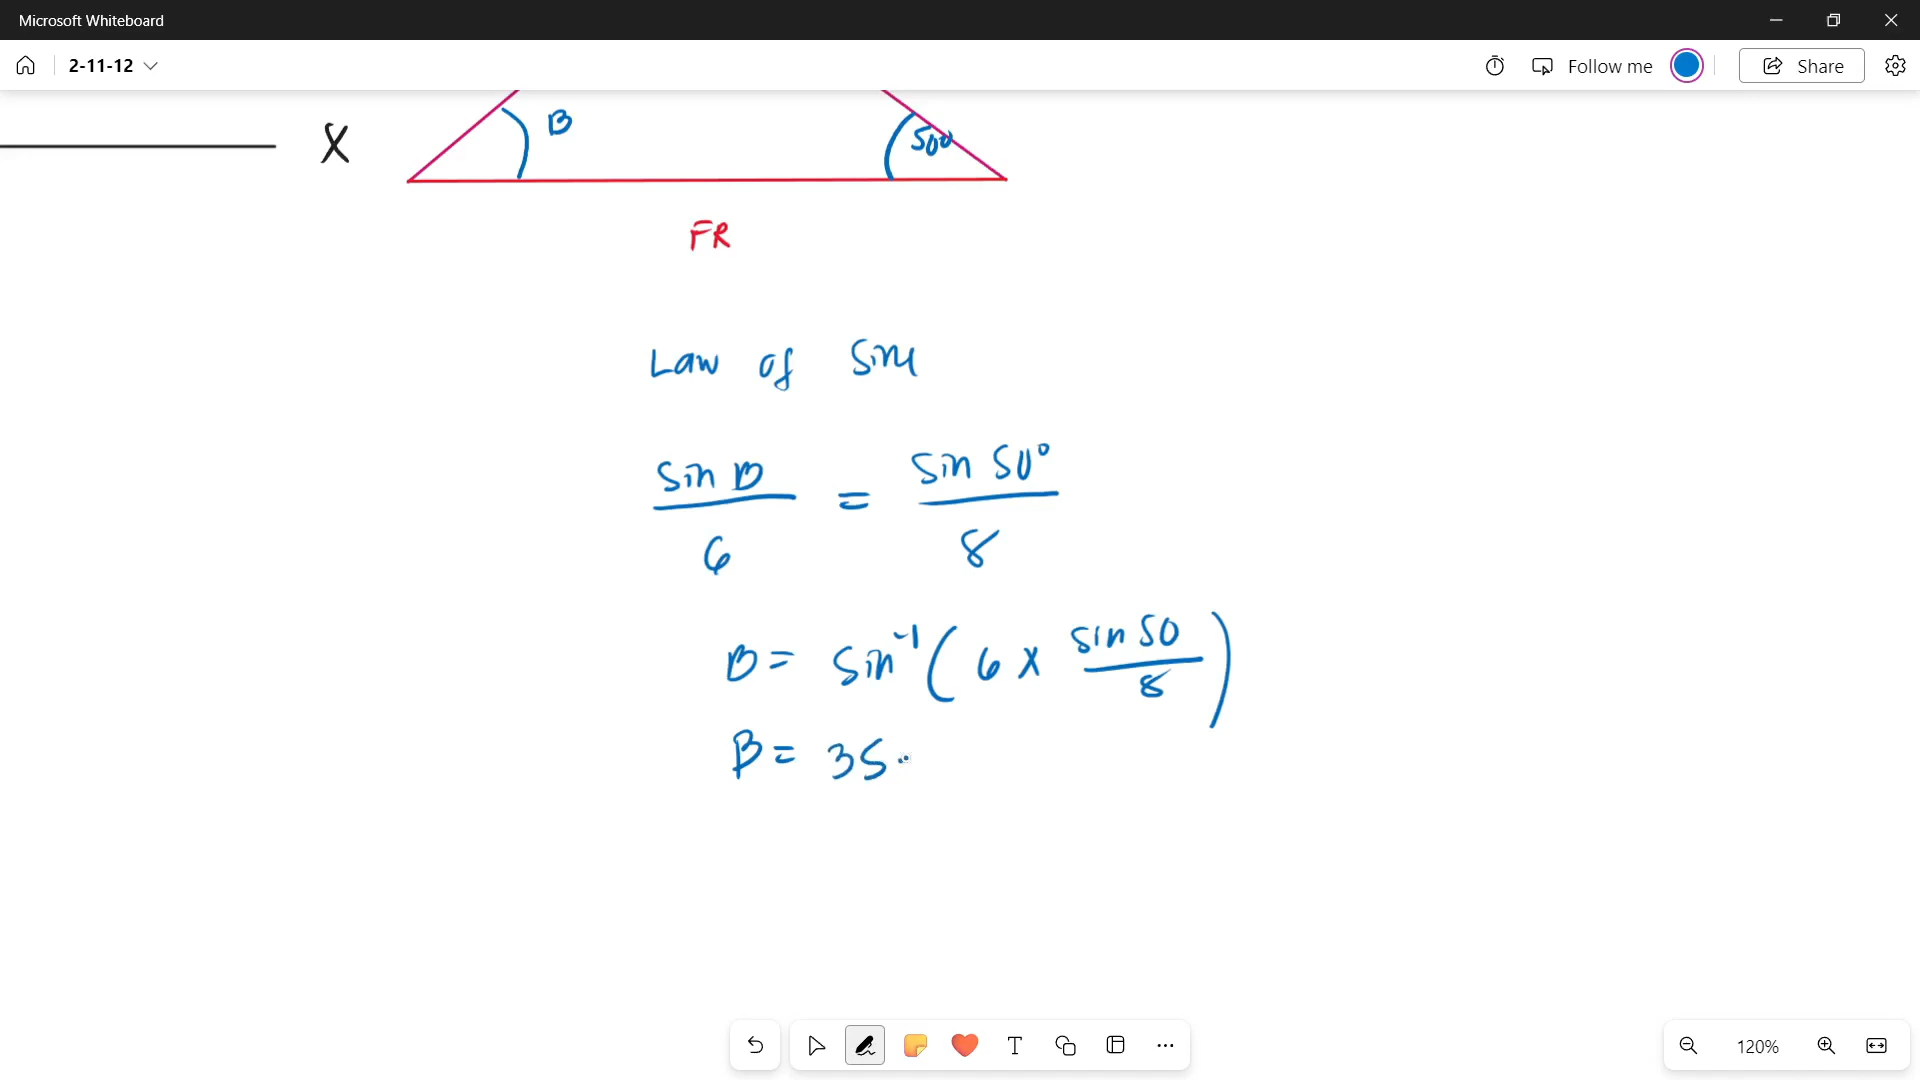 Microsoft Whiteboard
2-11-12
Follow me
Share
X
B
50°
FR
Law of Sine
sin B / 6 = sin 50° / 8
B = sin⁻¹ ( 6 x sin 50 / 8 )
B = 35.
T
120%